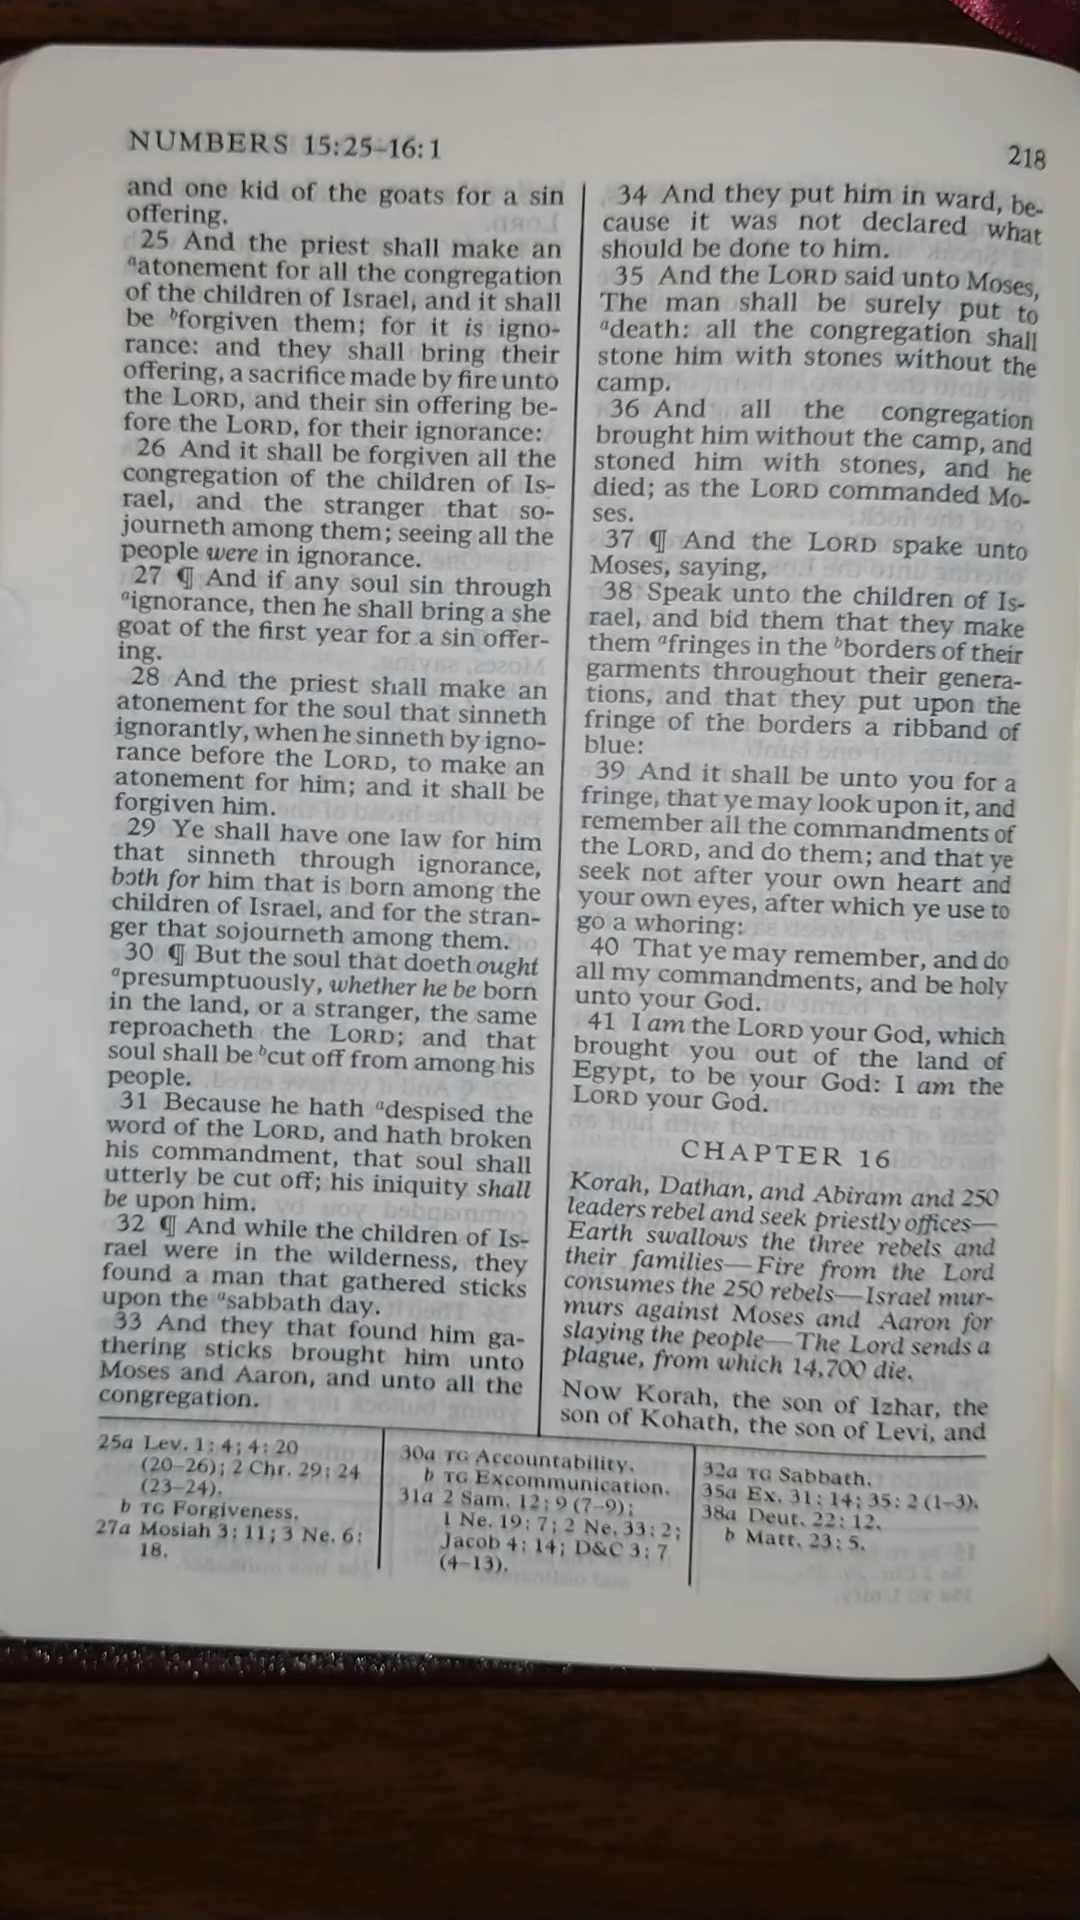 NUMBERS 15:25–16:1
218
and one kid of the goats for a sin
offering.
25 And the priest shall make an
ᵃatonement for all the congregation
of the children of Israel, and it shall
be ᵇforgiven them; for it is igno-
rance: and they shall bring their
offering, a sacrifice made by fire unto
the LORD, and their sin offering be-
fore the LORD, for their ignorance:
26 And it shall be forgiven all the
congregation of the children of Is-
rael, and the stranger that so-
journeth among them; seeing all the
people were in ignorance.
27 ¶ And if any soul sin through
ᵃignorance, then he shall bring a she
goat of the first year for a sin offer-
ing.
28 And the priest shall make an
atonement for the soul that sinneth
ignorantly, when he sinneth by igno-
rance before the LORD, to make an
atonement for him; and it shall be
forgiven him.
29 Ye shall have one law for him
that sinneth through ignorance,
both for him that is born among the
children of Israel, and for the stran-
ger that sojourneth among them.
30 ¶ But the soul that doeth ought
ᵃpresumptuously, whether he be born
in the land, or a stranger, the same
reproacheth the LORD; and that
soul shall be ᵇcut off from among his
people.
31 Because he hath ᵃdespised the
word of the LORD, and hath broken
his commandment, that soul shall
utterly be cut off; his iniquity shall
be upon him.
32 ¶ And while the children of Is-
rael were in the wilderness, they
found a man that gathered sticks
upon the ᵃsabbath day.
33 And they that found him ga-
thering sticks brought him unto
Moses and Aaron, and unto all the
congregation.
34 And they put him in ward, be-
cause it was not declared what
should be done to him.
35 And the LORD said unto Moses,
The man shall be surely put to
ᵃdeath: all the congregation shall
stone him with stones without the
camp.
36 And all the congregation
brought him without the camp, and
stoned him with stones, and he
died; as the LORD commanded Mo-
ses.
37 ¶ And the LORD spake unto
Moses, saying,
38 Speak unto the children of Is-
rael, and bid them that they make
them ᵃfringes in the ᵇborders of their
garments throughout their genera-
tions, and that they put upon the
fringe of the borders a ribband of
blue:
39 And it shall be unto you for a
fringe, that ye may look upon it, and
remember all the commandments of
the LORD, and do them; and that ye
seek not after your own heart and
your own eyes, after which ye use to
go a whoring:
40 That ye may remember, and do
all my commandments, and be holy
unto your God.
41 I am the LORD your God, which
brought you out of the land of
Egypt, to be your God: I am the
LORD your God.
CHAPTER 16
Korah, Dathan, and Abiram and 250
leaders rebel and seek priestly offices—
Earth swallows the three rebels and
their families—Fire from the Lord
consumes the 250 rebels—Israel mur-
murs against Moses and Aaron for
slaying the people—The Lord sends a
plague, from which 14,700 die.
Now Korah, the son of Izhar, the
son of Kohath, the son of Levi, and
25a Lev. 1:4; 4:20
(20–26); 2 Chr. 29:24
(23–24).
b TG Forgiveness.
27a Mosiah 3:11; 3 Ne. 6:
18.
30a TG Accountability.
b TG Excommunication.
31a 2 Sam. 12:9 (7–9);
1 Ne. 19:7; 2 Ne. 33:2;
Jacob 4:14; D&C 3:7
(4–13).
32a TG Sabbath.
35a Ex. 31:14; 35:2 (1–3).
38a Deut. 22:12.
b Matt. 23:5.